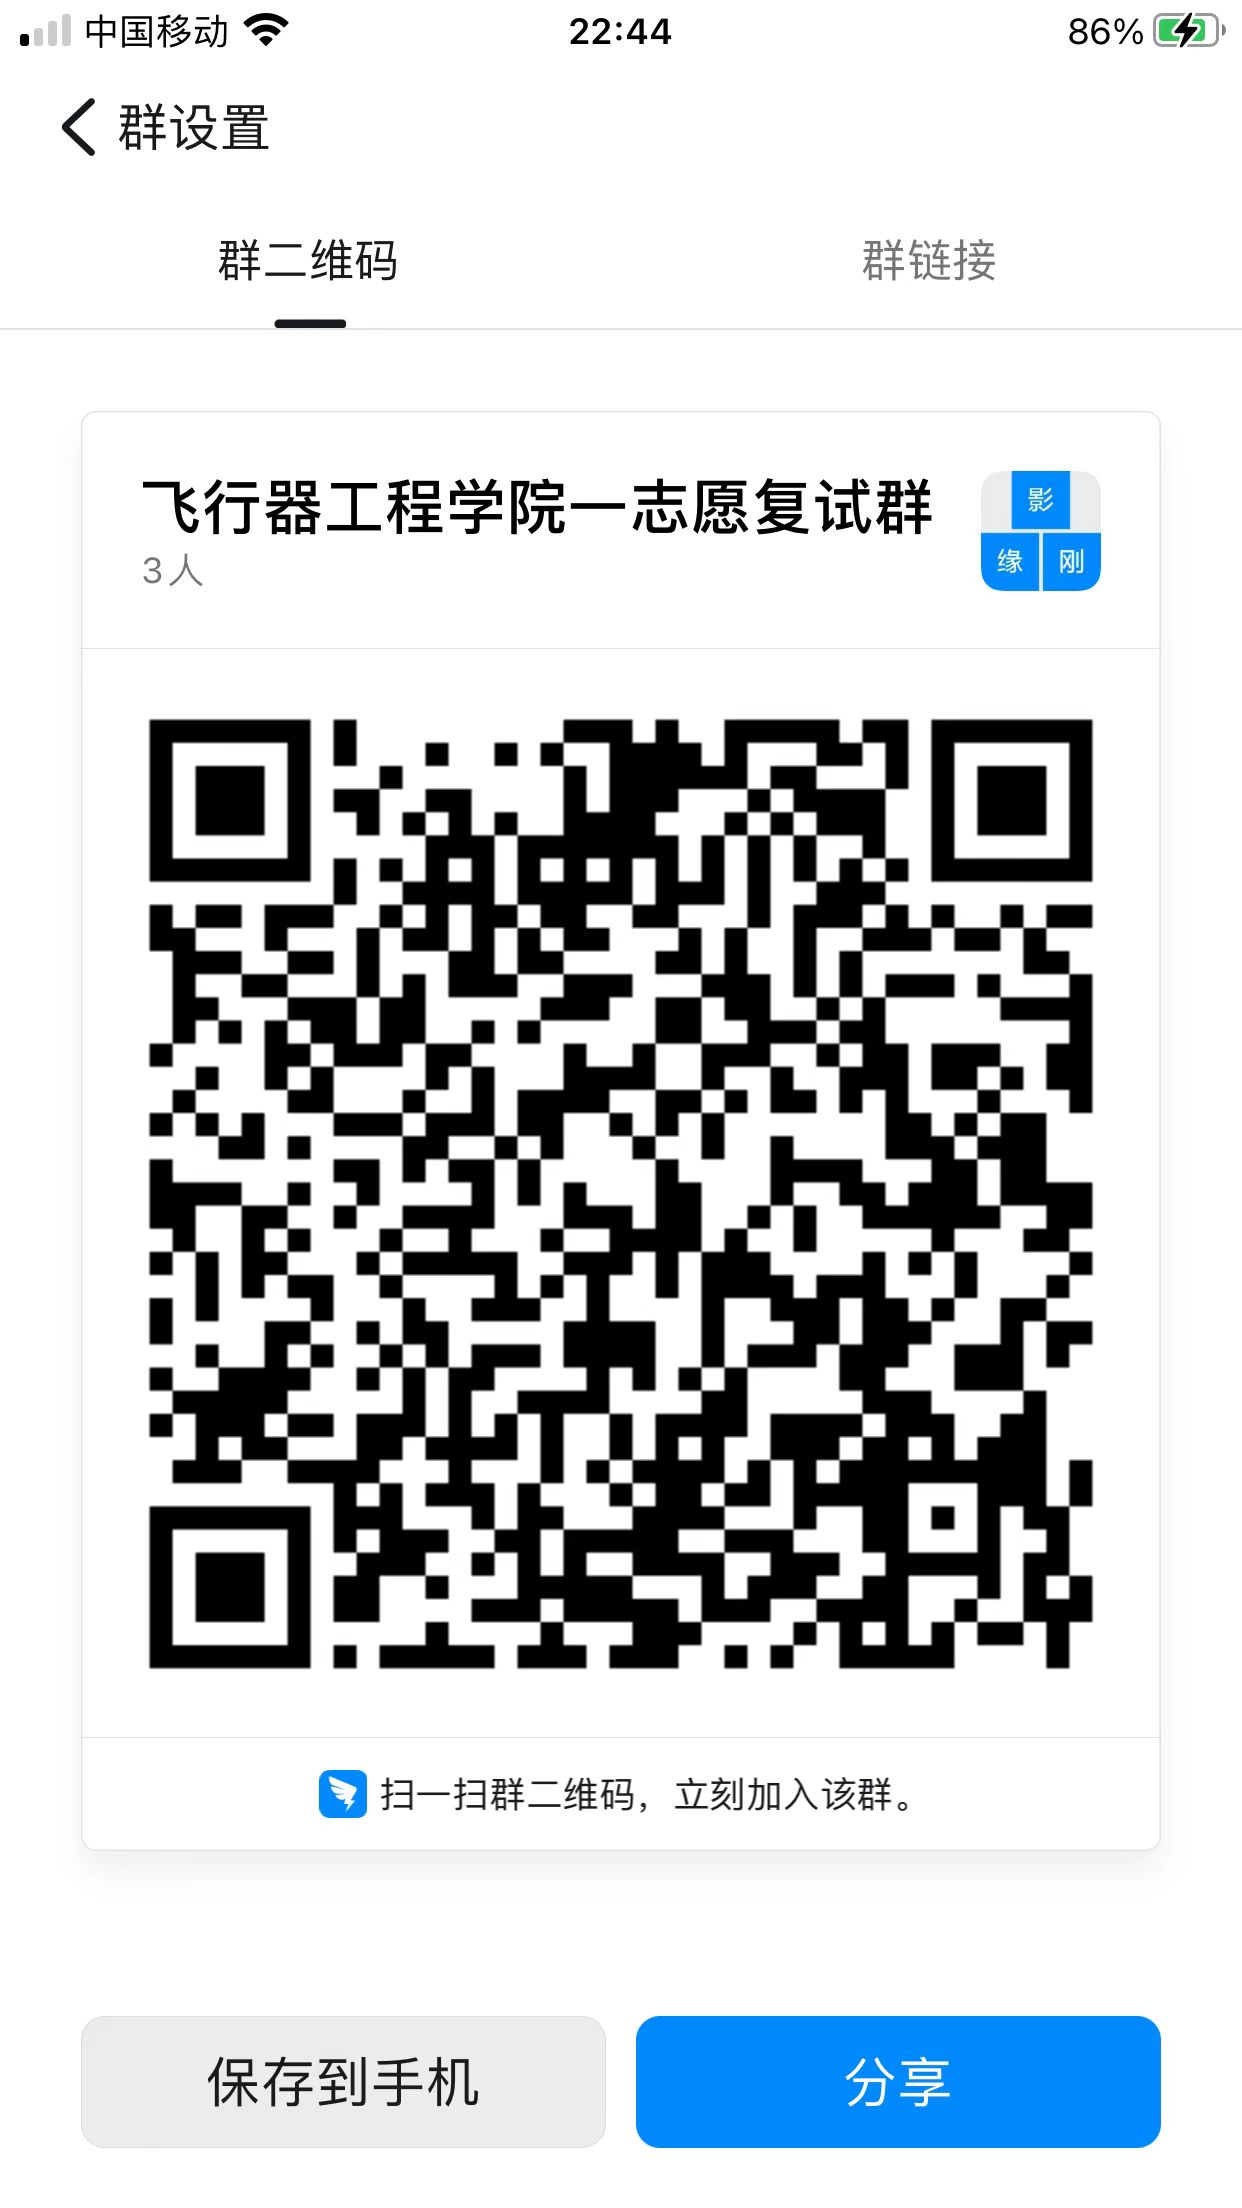 中国移动 22:44 86%
群设置
群二维码 群链接
飞行器工程学院一志愿复试群
3人
影
缘 刚
扫一扫群二维码，立刻加入该群。
保存到手机 分享